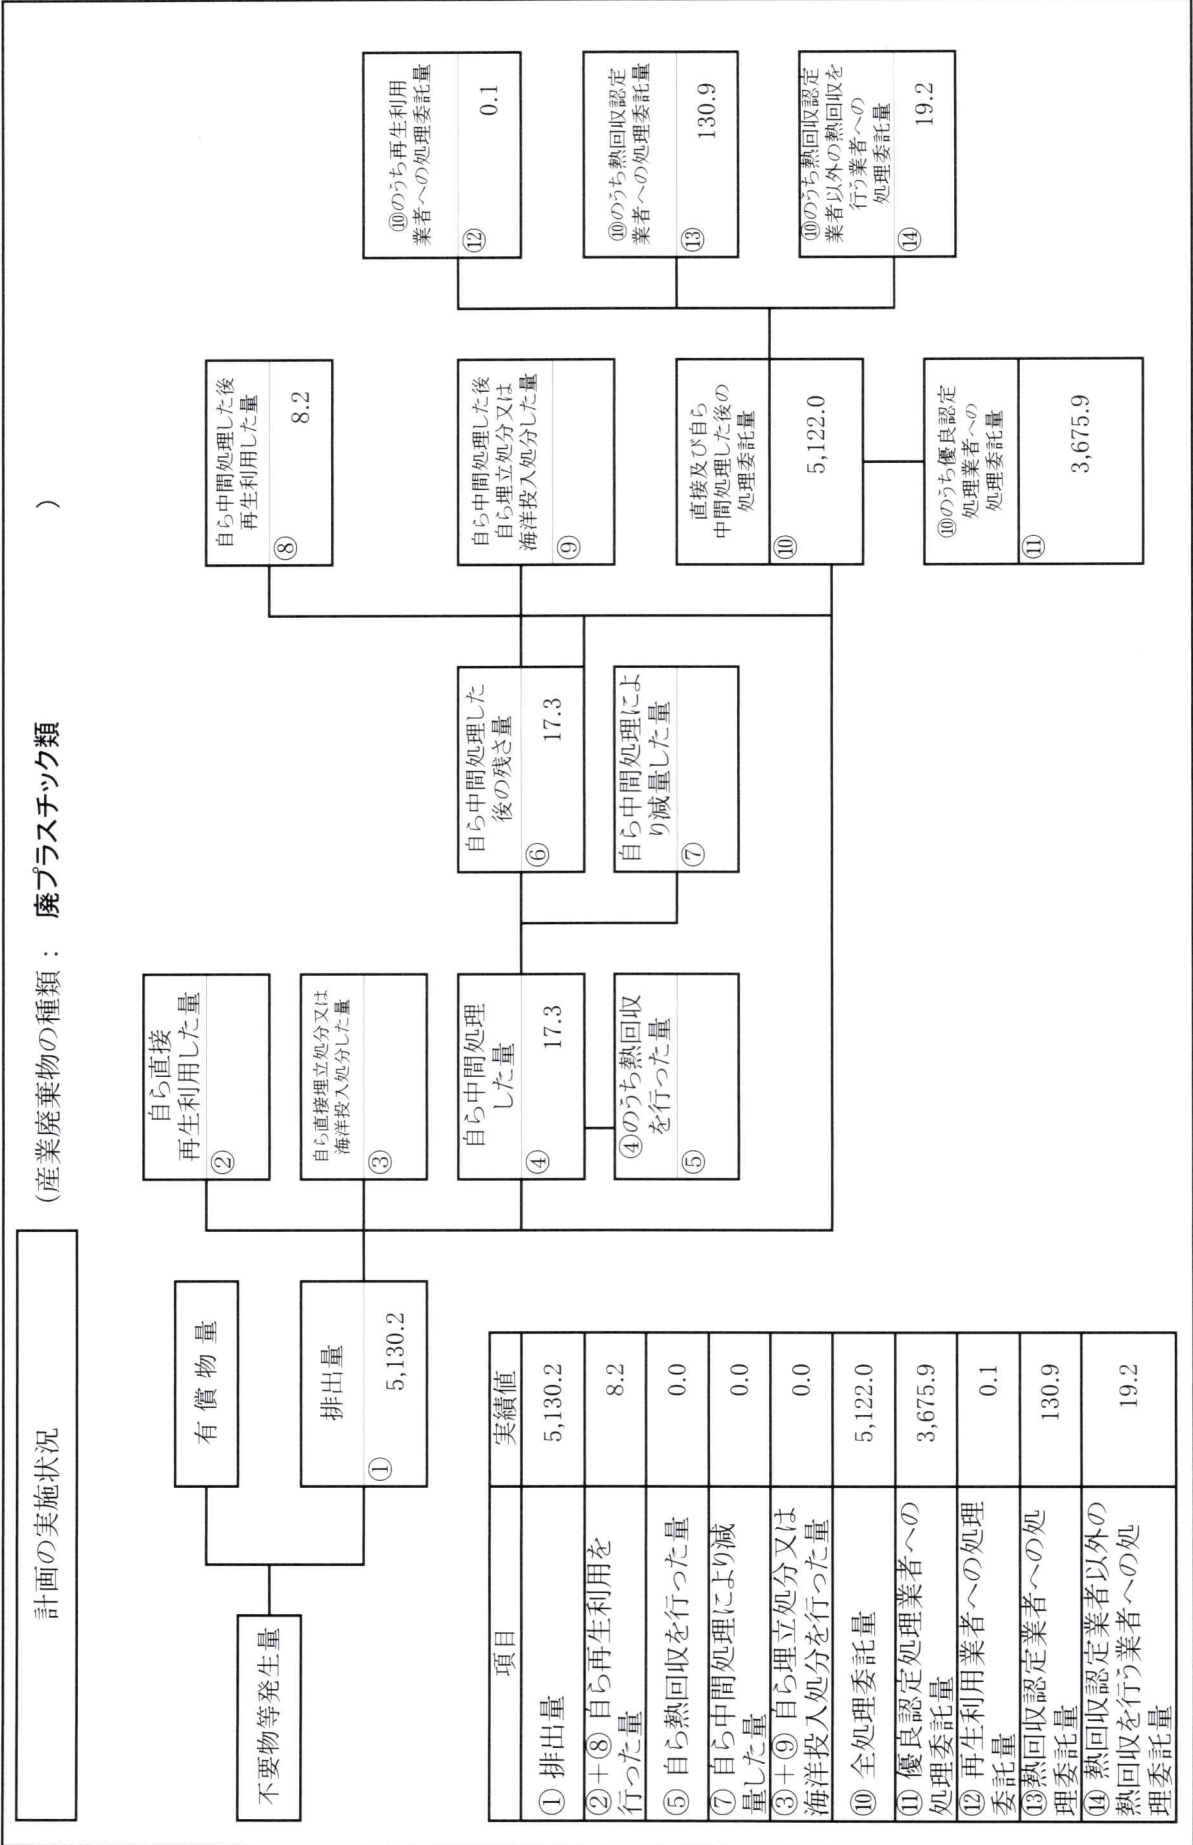 計画の実施状況
（産業廃棄物の種類： 廃プラスチック類 ）
不要物等発生量
有 償 物 量
排出量
① 5,130.2
自ら直接
再生利用した量
②
自ら直接埋立処分又は
海洋投入処分した量
③
自ら中間処理
した量
④ 17.3
④のうち熱回収
を行った量
⑤
自ら中間処理した
後の残さ量
⑥ 17.3
自ら中間処理によ
り減量した量
⑦
自ら中間処理した後
再生利用した量
⑧ 8.2
自ら中間処理した後
自ら埋立処分又は
海洋投入処分した量
⑨
直接及び自ら
中間処理した後の
処理委託量
⑩ 5,122.0
⑩のうち優良認定
処理業者への
処理委託量
⑪ 3,675.9
⑩のうち再生利用
業者への処理委託量
⑫ 0.1
⑩のうち熱回収認定
業者への処理委託量
⑬ 130.9
⑩のうち熱回収認定
業者以外の熱回収を
行う業者への
処理委託量
⑭ 19.2
項目 実績値
① 排出量 5,130.2
②＋⑧ 自ら再生利用を
行った量 8.2
⑤ 自ら熱回収を行った量 0.0
⑦ 自ら中間処理により減
量した量 0.0
③＋⑨ 自ら埋立処分又は
海洋投入処分を行った量 0.0
⑩ 全処理委託量 5,122.0
⑪ 優良認定処理業者への
処理委託量 3,675.9
⑫ 再生利用業者への処理
委託量 0.1
⑬熱回収認定業者への処
理委託量 130.9
⑭ 熱回収認定業者以外の
熱回収を行う業者への処
理委託量 19.2